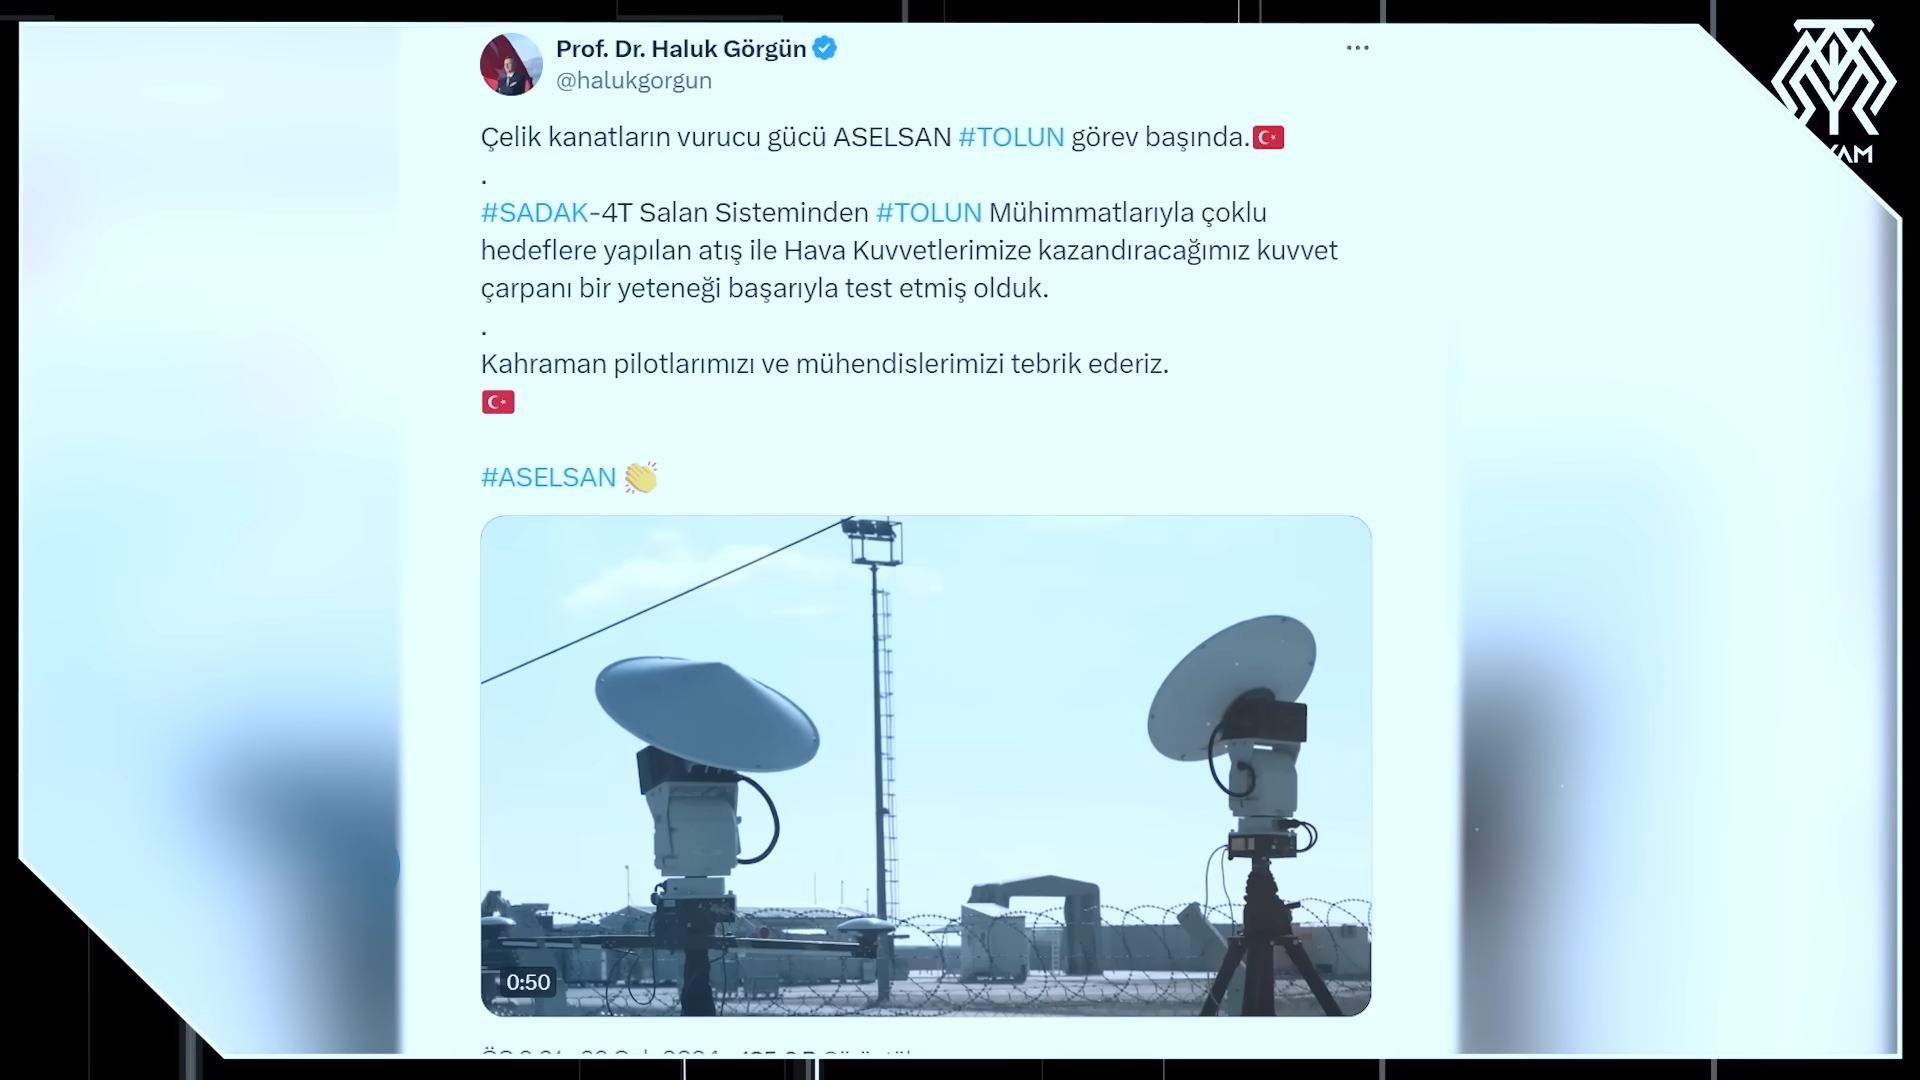 Prof. Dr. Haluk Görgün
@halukgorgun
Çelik kanatların vurucu gücü ASELSAN #TOLUN görev başında.
.
#SADAK-4T Salan Sisteminden #TOLUN Mühimmatlarıyla çoklu
hedeflere yapılan atış ile Hava Kuvvetlerimize kazandıracağımız kuvvet
çarpanı bir yeteneği başarıyla test etmiş olduk.
.
Kahraman pilotlarımızı ve mühendislerimizi tebrik ederiz.
#ASELSAN
0:50